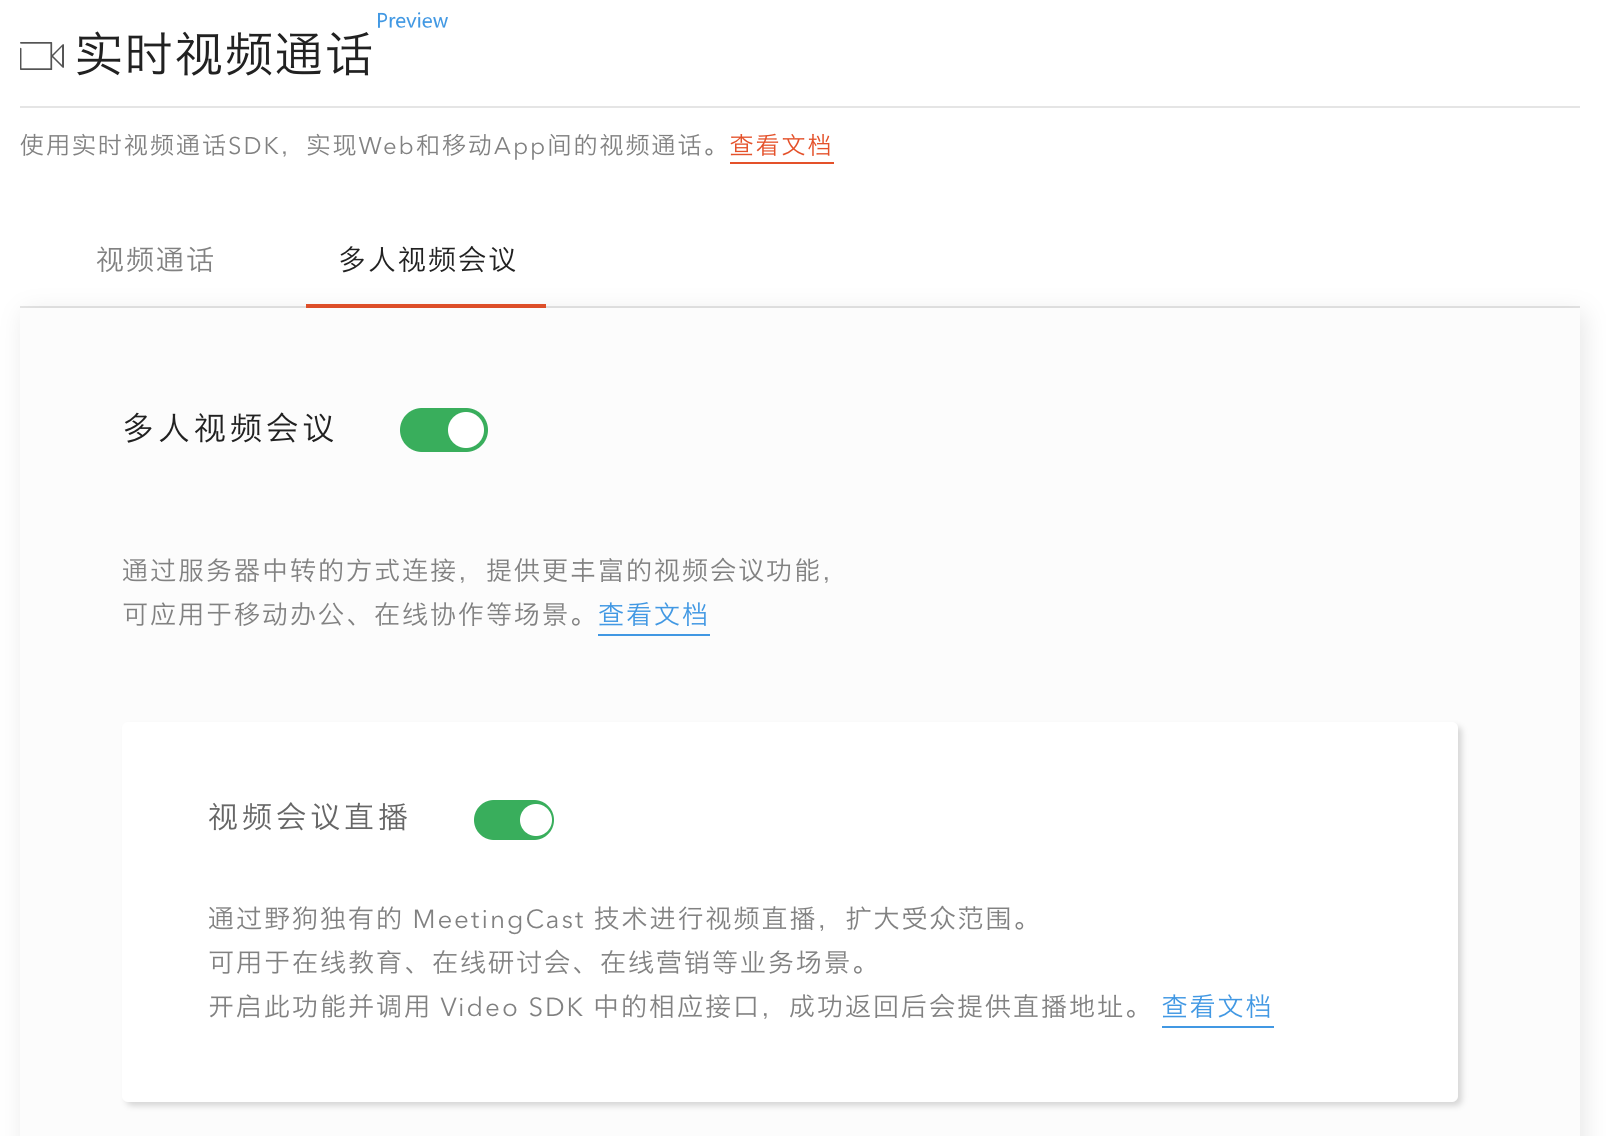 实时视频通话 Preview
使用实时视频通话SDK，实现Web和移动App间的视频通话。查看文档
视频通话 多人视频会议
多人视频会议
通过服务器中转的方式连接，提供更丰富的视频会议功能，
可应用于移动办公、在线协作等场景。查看文档
视频会议直播
通过野狗独有的 MeetingCast 技术进行视频直播，扩大受众范围。
可用于在线教育、在线研讨会、在线营销等业务场景。
开启此功能并调用 Video SDK 中的相应接口，成功返回后会提供直播地址。 查看文档